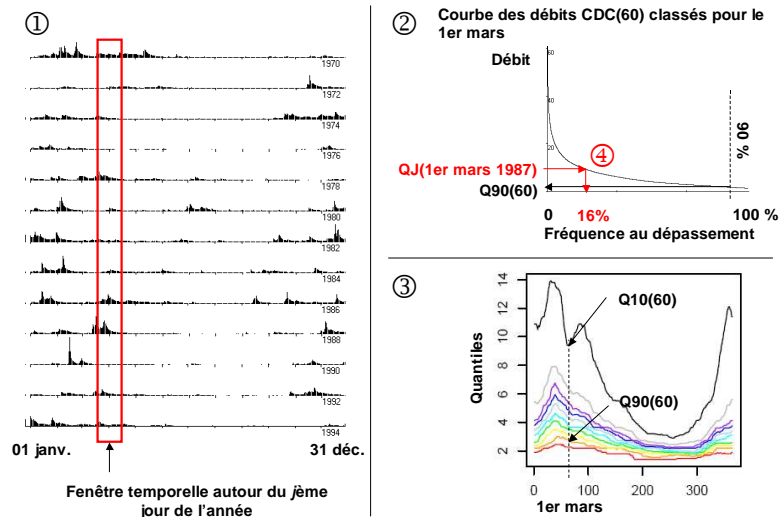 ①
1970
1972
1974
1976
1978
1980
1982
1984
1986
1988
1990
1992
1994
01 janv.
31 déc.
Fenêtre temporelle autour du jème
jour de l'année
②
Courbe des débits CDC(60) classés pour le
1er mars
Débit
60
40
20
④
QJ(1er mars 1987)
Q90(60)
90 %
0
16%
100 %
Fréquence au dépassement
③
Quantiles
14
12
10
8
6
4
2
Q10(60)
Q90(60)
0
100
200
300
1er mars